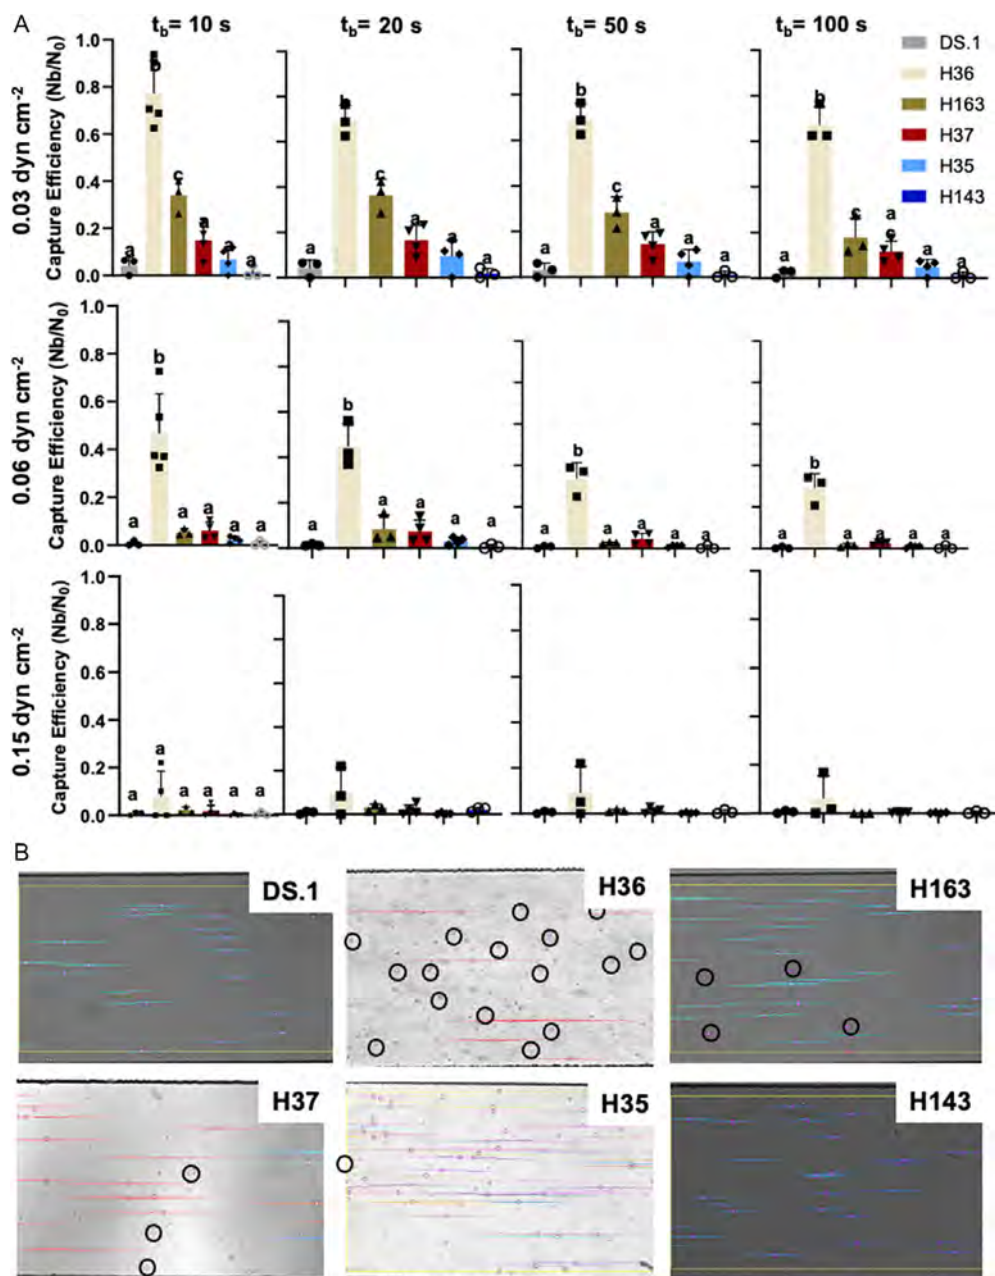 A
t_b= 10 s
t_b= 20 s
t_b= 50 s
t_b= 100 s
DS.1
H36
H163
H37
H35
H143
0.03 dyn cm⁻²
Capture Efficiency (Nb/N₀)
1.0
0.8
0.6
0.4
0.2
0.0
a b c a a a
b c a a a
a b c a a a
a b c a c a a
0.06 dyn cm⁻²
Capture Efficiency (Nb/N₀)
1.0
0.8
0.6
0.4
0.2
0.0
a b a a a a
a b a a a a
a b a a a a
a b a a a a
0.15 dyn cm⁻²
Capture Efficiency (Nb/N₀)
1.0
0.8
0.6
0.4
0.2
0.0
a a a a a a
B
DS.1
H36
H163
H37
H35
H143